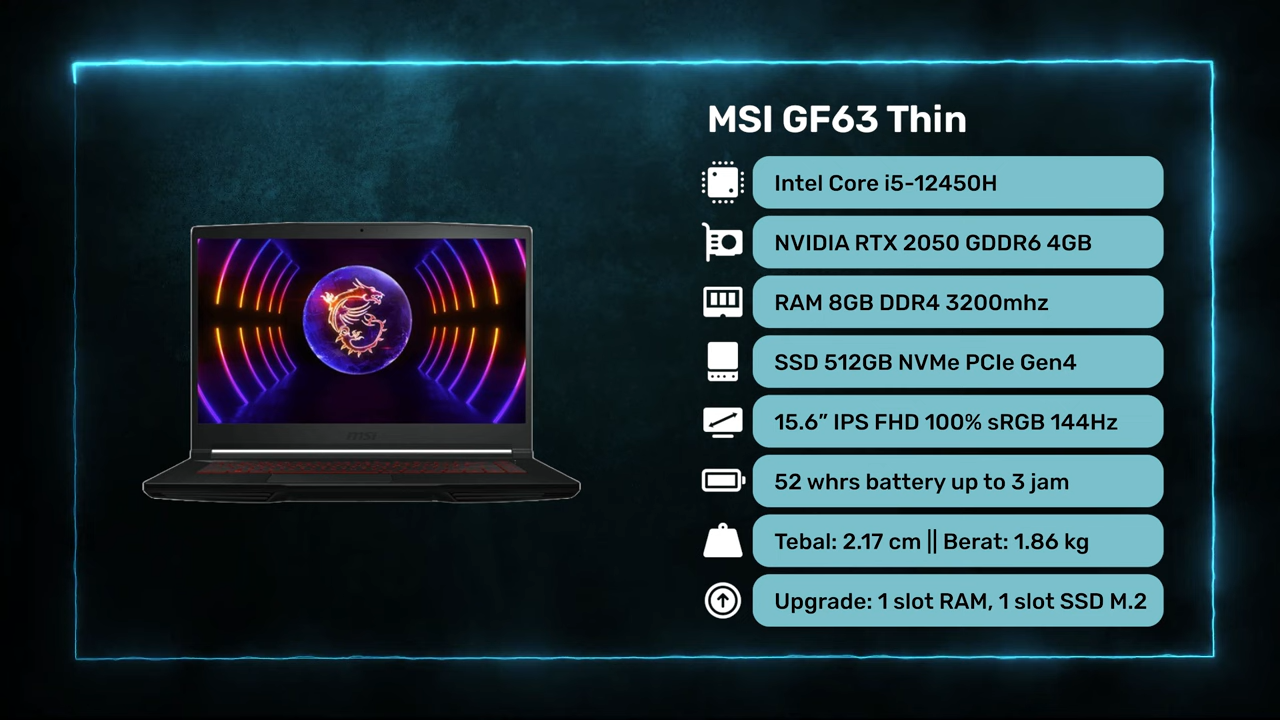 MSI GF63 Thin
Intel Core i5-12450H
NVIDIA RTX 2050 GDDR6 4GB
RAM 8GB DDR4 3200mhz
SSD 512GB NVMe PCIe Gen4
15.6” IPS FHD 100% sRGB 144Hz
52 whrs battery up to 3 jam
Tebal: 2.17 cm || Berat: 1.86 kg
Upgrade: 1 slot RAM, 1 slot SSD M.2
msi